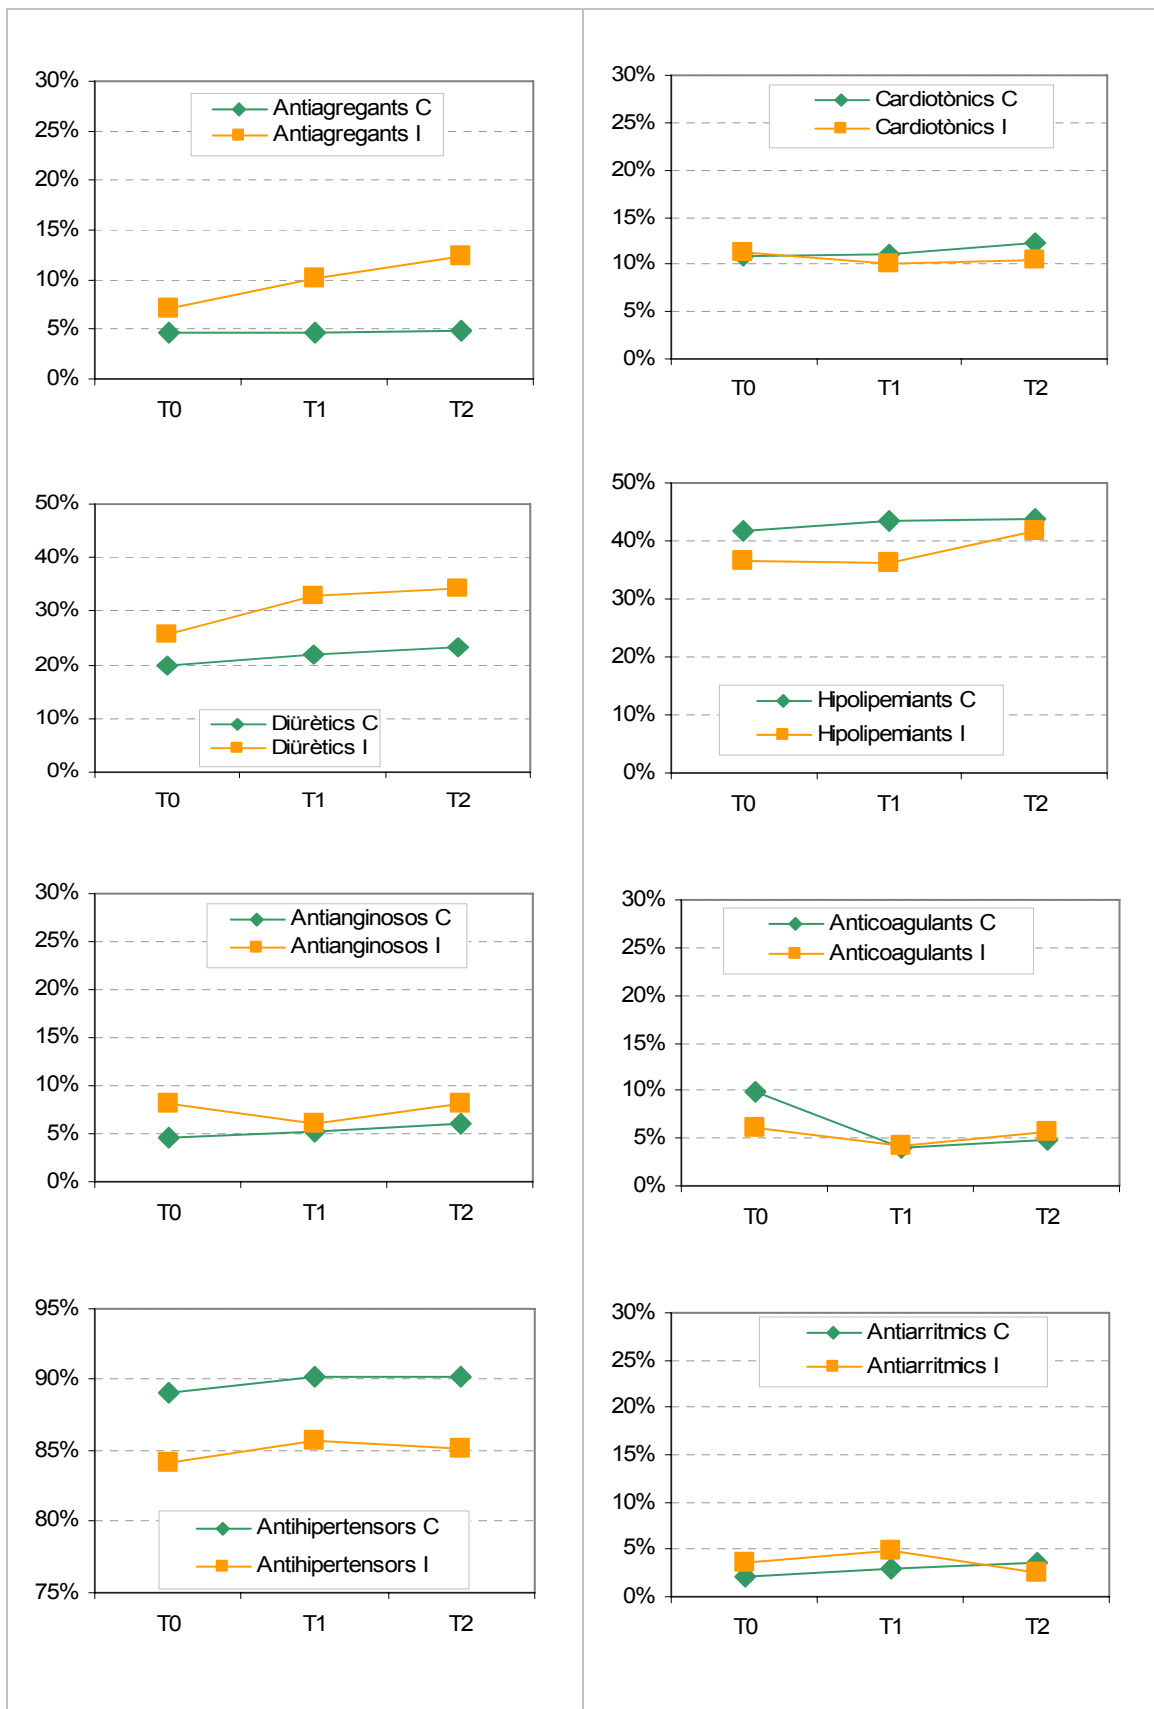 30%
25%
20%
15%
10%
5%
0%
Antiagregants C
Antiagregants I
T0 T1 T2
30%
25%
20%
15%
10%
5%
0%
Cardiotònics C
Cardiotònics I
T0 T1 T2
50%
40%
30%
20%
10%
0%
Diürètics C
Diürètics I
T0 T1 T2
50%
40%
30%
20%
10%
0%
Hipolipemiants C
Hipolipemiants I
T0 T1 T2
30%
25%
20%
15%
10%
5%
0%
Antianginosos C
Antianginosos I
T0 T1 T2
30%
25%
20%
15%
10%
5%
0%
Anticoagulants C
Anticoagulants I
T0 T1 T2
95%
90%
85%
80%
75%
Antihipertensors C
Antihipertensors I
T0 T1 T2
30%
25%
20%
15%
10%
5%
0%
Antiarritmics C
Antiarritmics I
T0 T1 T2